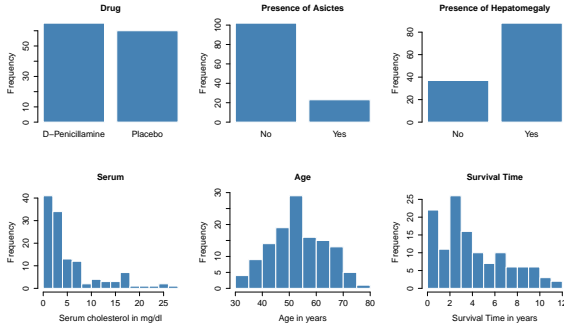 Drug
Frequency
0 10 30 50
D−Penicillamine Placebo
Presence of Asictes
Frequency
0 20 40 60 80 100
No Yes
Presence of Hepatomegaly
Frequency
0 20 40 60 80
No Yes
Serum
Frequency
0 10 20 30 40
0 5 10 15 20 25
Serum cholesterol in mg/dl
Age
Frequency
0 5 10 20 30
30 40 50 60 70 80
Age in years
Survival Time
Frequency
0 5 10 15 20 25
0 2 4 6 8 10 12
Survival Time in years